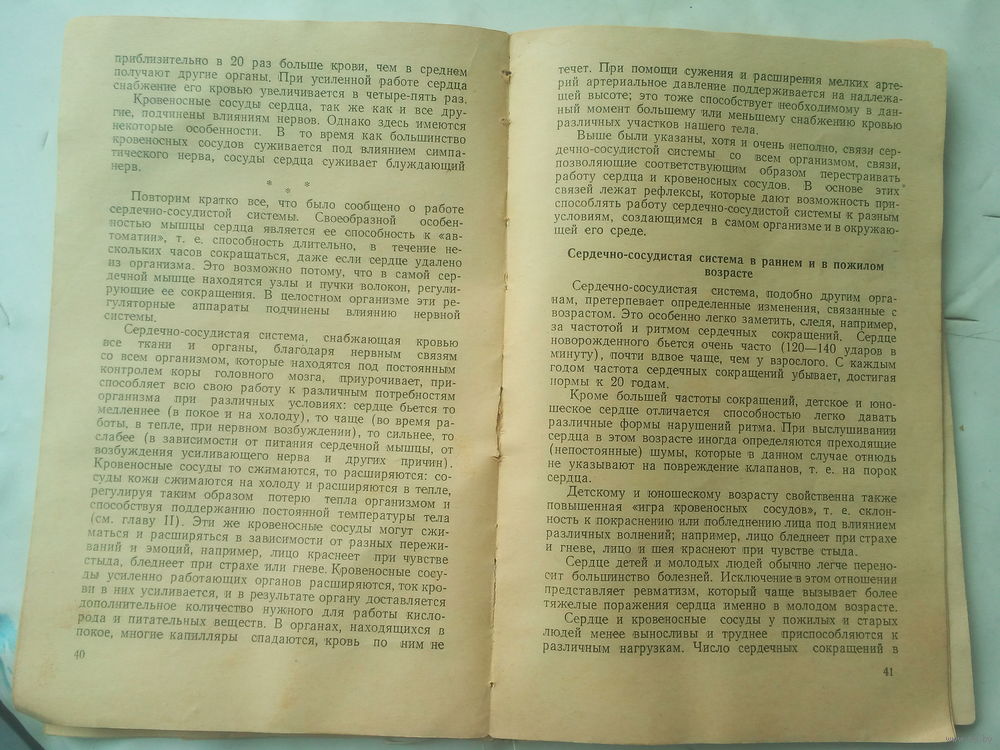 приблизительно в 20 раз больше крови, чем в среднем
получают другие органы. При усиленной работе сердца
снабжение его кровью увеличивается в четыре-пять раз.
Кровеносные сосуды сердца, так же как и все дру-
гие, подчинены влияниям нервов. Однако здесь имеются
некоторые особенности. В то время как большинство
кровеносных сосудов суживается под влиянием симпа-
тического нерва, сосуды сердца суживает блуждающий
нерв.
* * *
Повторим кратко все, что было сообщено о работе
сердечно-сосудистой системы. Своеобразной особен-
ностью мышцы сердца является ее способность к «ав-
томатии», т. е. способность длительно, в течение не-
скольких часов сокращаться, даже если сердце удалено
из организма. Это возможно потому, что в самой сер-
дечной мышце находятся узлы и пучки волокон, регули-
рующие ее сокращения. В целостном организме эти ре-
гуляторные аппараты подчинены влиянию нервной
системы.
Сердечно-сосудистая система, снабжающая кровью
все ткани и органы, благодаря нервным связям
со всем организмом, которые находятся под постоянным
контролем коры головного мозга, приурочивает, при-
способляет всю свою работу к различным потребностям
организма при различных условиях: сердце бьется то
медленнее (в покое и на холоду), то чаще (во время ра-
боты, в тепле, при нервном возбуждении), то сильнее, то
слабее (в зависимости от питания сердечной мышцы, от
возбуждения усиливающего нерва и других причин).
Кровеносные сосуды то сжимаются, то расширяются: со-
суды кожи сжимаются на холоду и расширяются в тепле,
регулируя таким образом потерю тепла организмом и
способствуя поддержанию постоянной температуры тела
(см. главу II). Эти же кровеносные сосуды могут сжи-
маться и расширяться в зависимости от разных пережи-
ваний и эмоций, например, лицо краснеет при чувстве
стыда, бледнеет при страхе или гневе. Кровеносные сосу-
ды усиленно работающих органов расширяются, ток кро-
ви в них усиливается, и в результате органу доставляется
дополнительное количество нужного для работы кисло-
рода и питательных веществ. В органах, находящихся в
покое, многие капилляры спадаются, кровь по ним не
40
течет. При помощи сужения и расширения мелких арте-
рий артериальное давление поддерживается на надлежа-
щей высоте; это тоже способствует необходимому в дан-
ный момент большему или меньшему снабжению кровью
различных участков нашего тела.
Выше были указаны, хотя и очень неполно, связи сер-
дечно-сосудистой системы со всем организмом, связи,
позволяющие соответствующим образом перестраивать
работу сердца и кровеносных сосудов. В основе этих
связей лежат рефлексы, которые дают возможность при-
способлять работу сердечно-сосудистой системы к разным
условиям, создающимся в самом организме и в окружаю-
щей его среде.
Сердечно-сосудистая система в раннем и в пожилом
возрасте
Сердечно-сосудистая система, подобно другим орга-
нам, претерпевает определенные изменения, связанные с
возрастом. Это особенно легко заметить, следя, например,
за частотой и ритмом сердечных сокращений. Сердце
новорожденного бьется очень часто (120—140 ударов в
минуту), почти вдвое чаще, чем у взрослого. С каждым
годом частота сердечных сокращений убывает, достигая
нормы к 20 годам.
Кроме большей частоты сокращений, детское и юно-
шеское сердце отличается способностью легко давать
различные формы нарушений ритма. При выслушивании
сердца в этом возрасте иногда определяются преходящие
(непостоянные) шумы, которые в данном случае отнюдь
не указывают на повреждение клапанов, т. е. на порок
сердца.
Детскому и юношескому возрасту свойственна также
повышенная «игра кровеносных сосудов», т. е. склон-
ность к покраснению или побледнению лица под влиянием
различных волнений; например, лицо бледнеет при страхе
и гневе, лицо и шея краснеют при чувстве стыда.
Сердце детей и молодых людей обычно легче перено-
сит большинство болезней. Исключение в этом отношении
представляет ревматизм, который чаще вызывает более
тяжелые поражения сердца именно в молодом возрасте.
Сердце и кровеносные сосуды у пожилых и старых
людей менее выносливы и труднее приспособляются к
различным нагрузкам. Число сердечных сокращений в
41